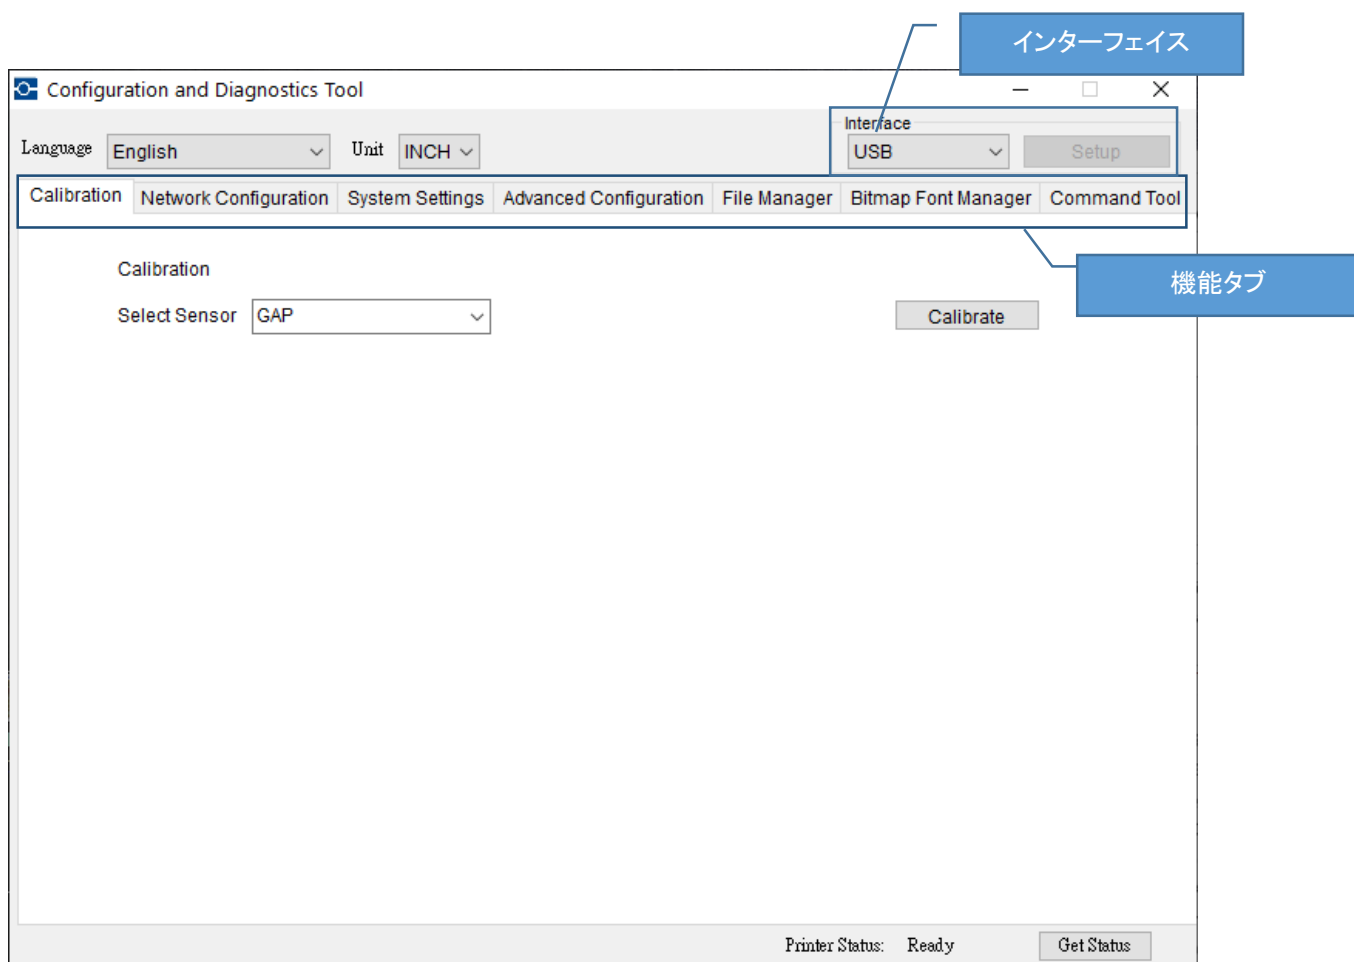 インターフェイス
Configuration and Diagnostics Tool
Interface
Language English Unit INCH USB Setup
Calibration Network Configuration System Settings Advanced Configuration File Manager Bitmap Font Manager Command Tool
機能タブ
Calibration
Select Sensor GAP Calibrate
Printer Status: Ready Get Status